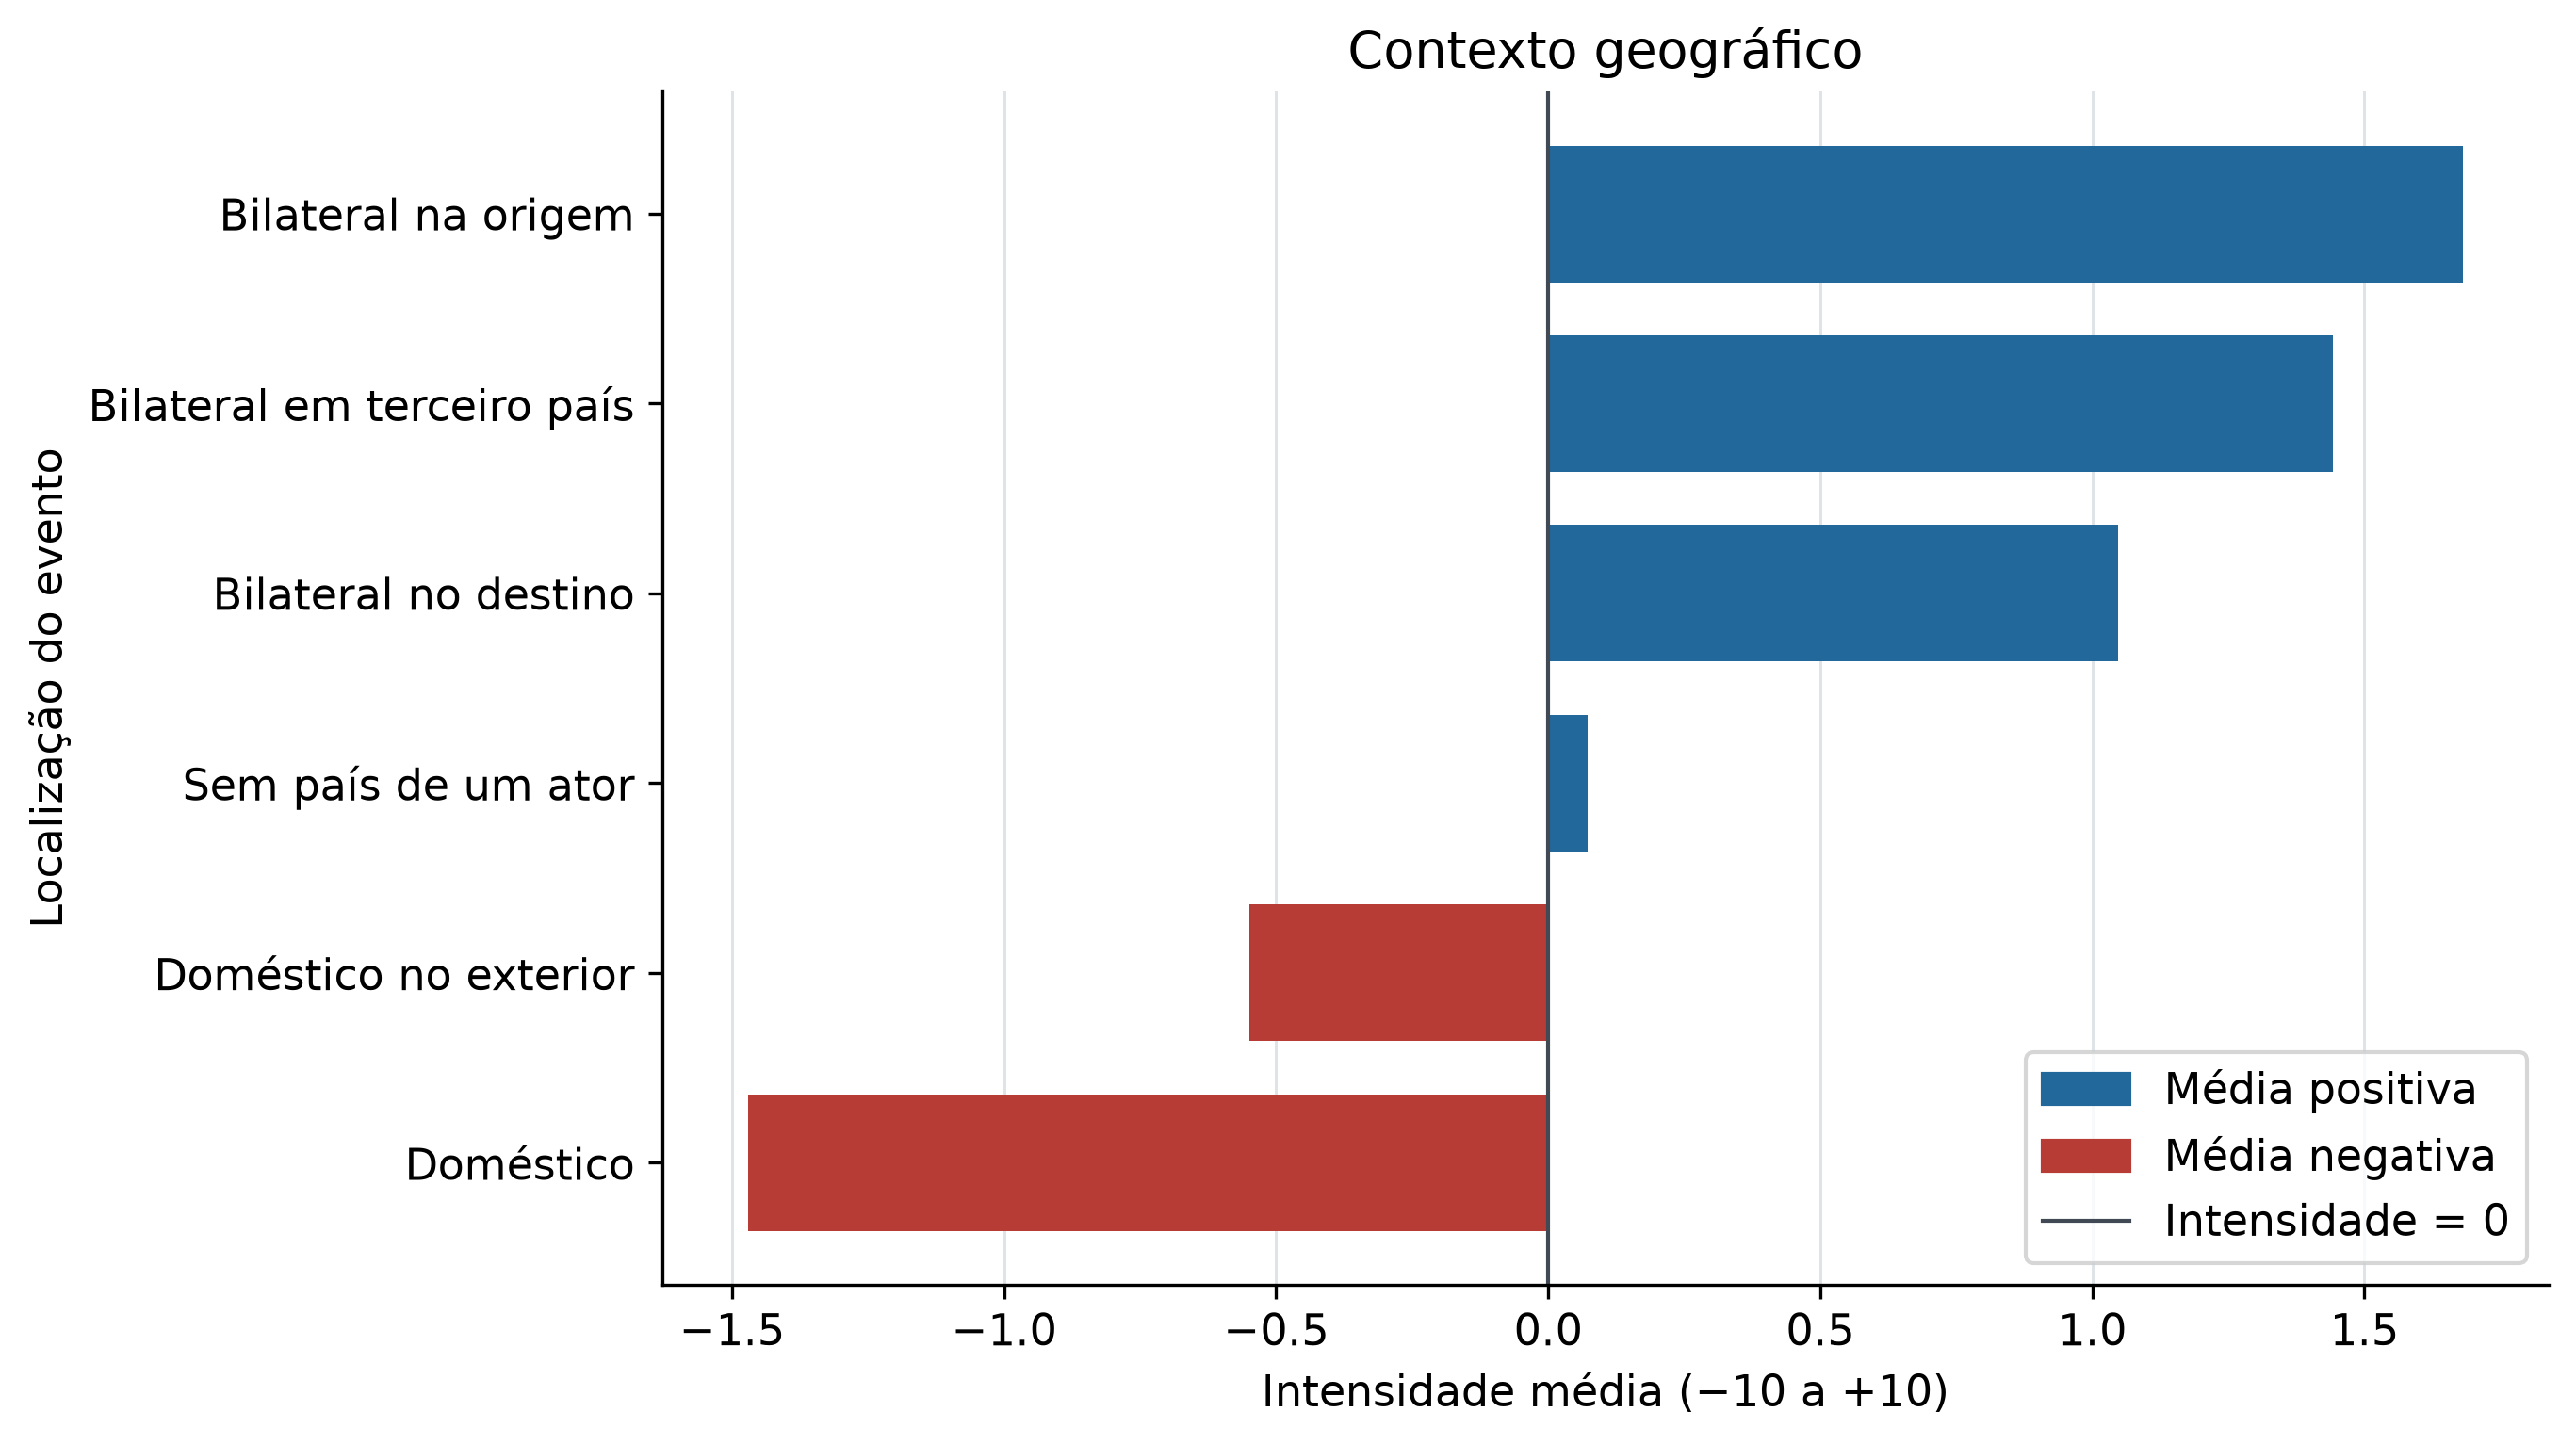 Contexto geográfico
Localização do evento
Bilateral na origem
Bilateral em terceiro país
Bilateral no destino
Sem país de um ator
Doméstico no exterior
Doméstico
Média positiva
Média negativa
Intensidade = 0
−1.5 −1.0 −0.5 0.0 0.5 1.0 1.5
Intensidade média (−10 a +10)